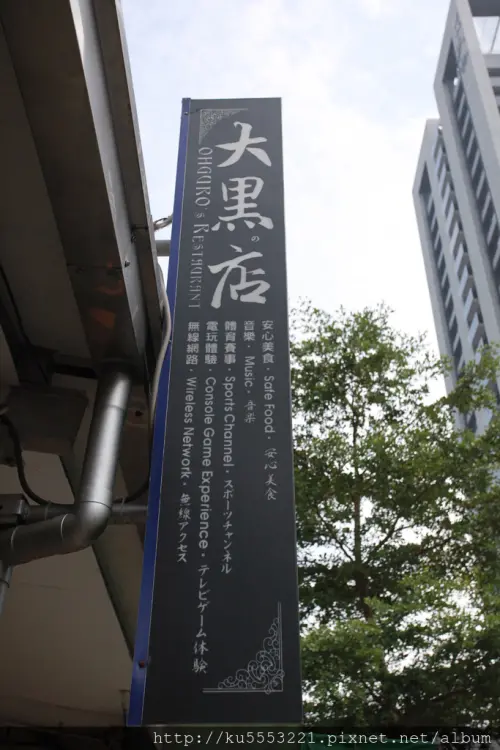 大黒の店
OHGURO's RESTAURANT
安心美食・Safe Food・安心美食
音樂・Music・音楽
體育賽事・Sports Channel・スポーツチャンネル
電玩體驗・Console Game Experience・テレビゲーム体験
無線網路・Wireless Network・無線アクセス
http://ku5553221.pixnet.net/album